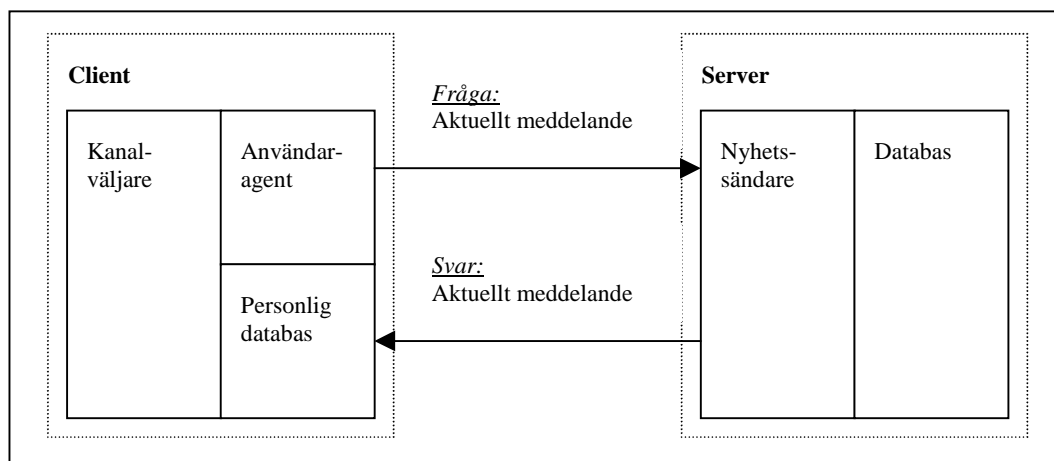 Client
Kanal-
väljare
Användar-
agent
Personlig
databas
Fråga:
Aktuellt meddelande
Svar:
Aktuellt meddelande
Server
Nyhets-
sändare
Databas